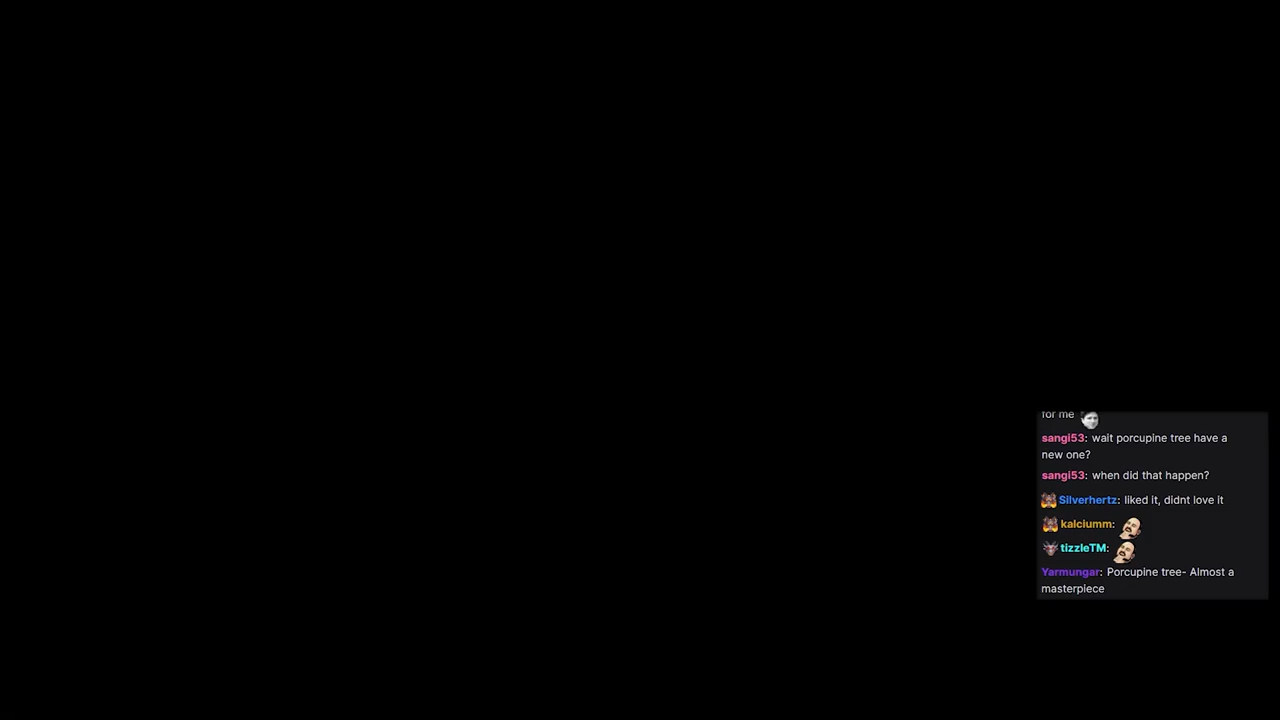 for me
sangi53: wait porcupine tree have a
new one?
sangi53: when did that happen?
Silverhertz: liked it, didnt love it
kalciumm:
tizzleTM:
Yarmungar: Porcupine tree- Almost a
masterpiece